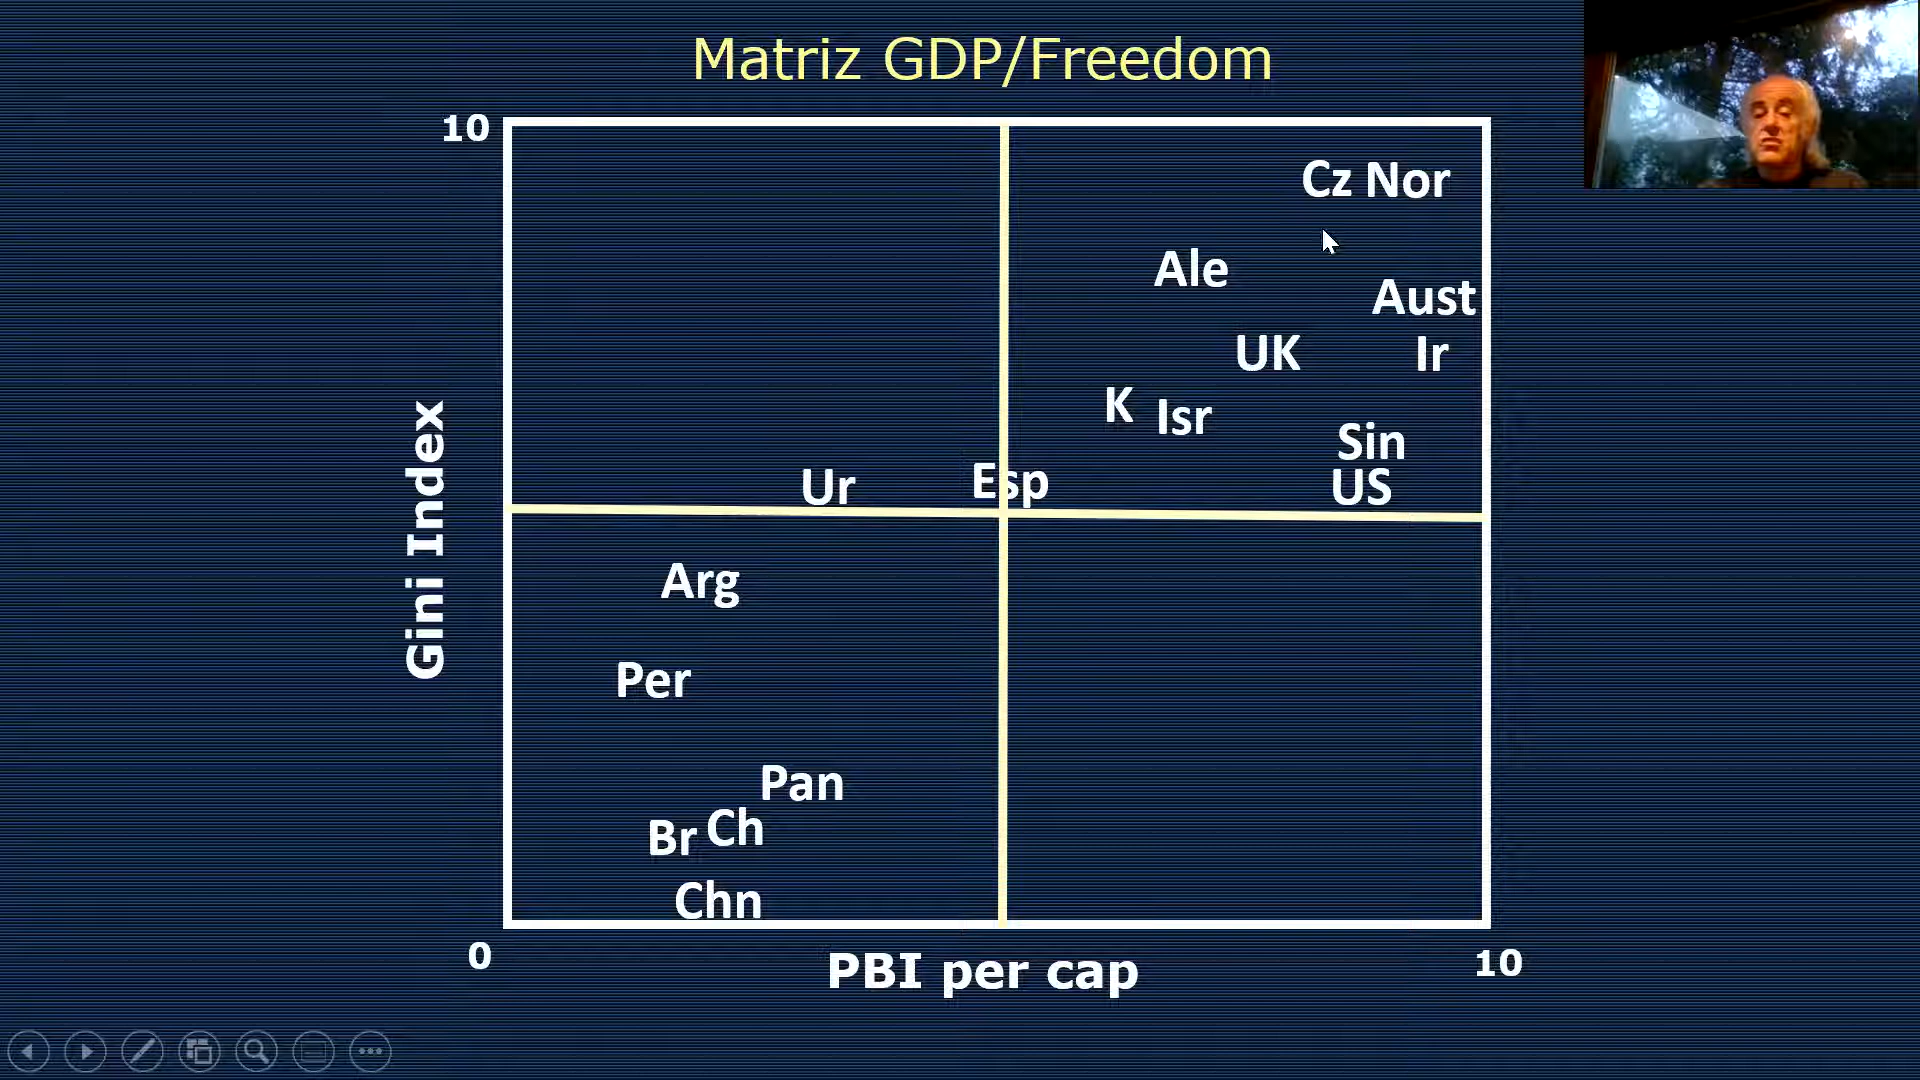 Matriz GDP/Freedom
10
Cz Nor
Ale
Aust
UK
Ir
K
Isr
Sin
Ur
Esp
US
Gini Index
Arg
Per
Pan
Br
Ch
Chn
0
PBI per cap
10